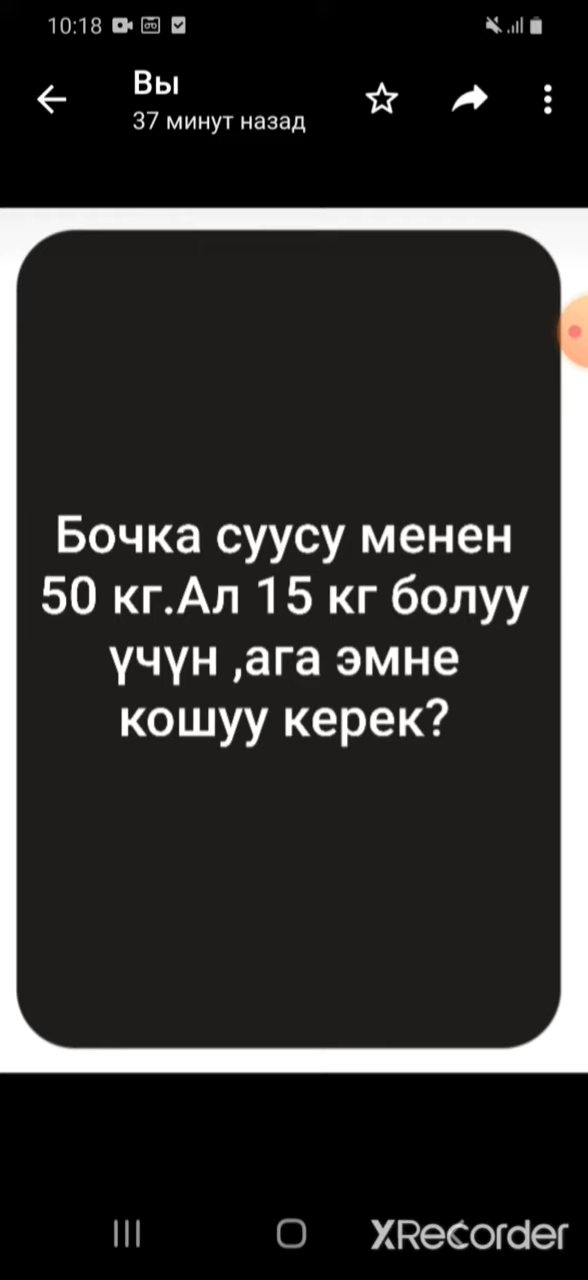 10:18
Вы
37 минут назад
Бочка суусу менен
50 кг.Ал 15 кг болуу
үчүн ,ага эмне
кошуу керек?
XRecorder